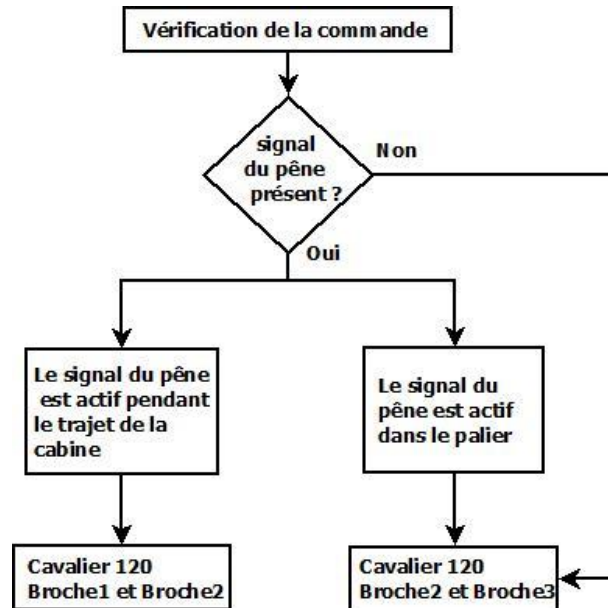 Vérification de la commande
signal
du pêne
présent ?
Non
Oui
Le signal du pêne
est actif pendant
le trajet de la
cabine
Le signal du
pêne est actif
dans le palier
Cavalier 120
Broche1 et Broche2
Cavalier 120
Broche2 et Broche3